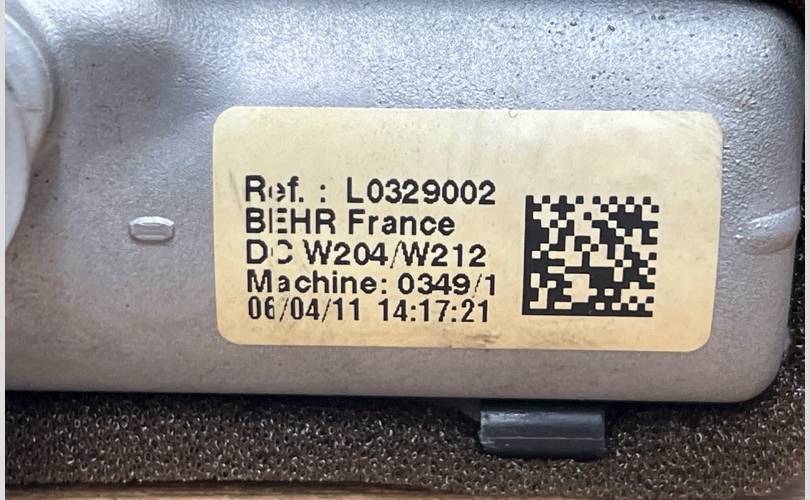 Ref. : L0329002
BEHR France
DC W204/W212
Machine: 0349/1
06/04/11 14:17:21